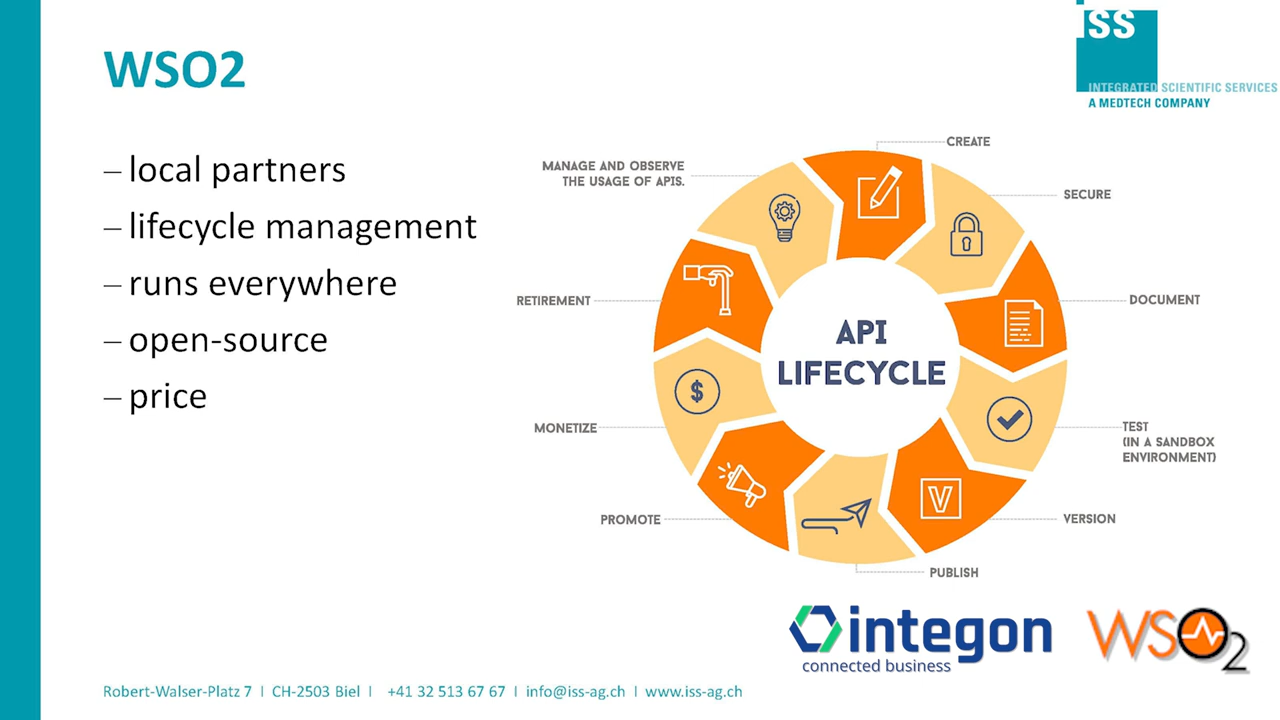 WSO2
iss
INTEGRATED SCIENTIFIC SERVICES
A MEDTECH COMPANY
– local partners
– lifecycle management
– runs everywhere
– open-source
– price
API
LIFECYCLE
CREATE
SECURE
DOCUMENT
TEST
(IN A SANDBOX
ENVIRONMENT)
VERSION
V
PUBLISH
PROMOTE
MONETIZE
$
RETIREMENT
MANAGE AND OBSERVE
THE USAGE OF APIS.
integon
connected business
WSO2
Robert-Walser-Platz 7 I CH-2503 Biel I +41 32 513 67 67 I info@iss-ag.ch I www.iss-ag.ch